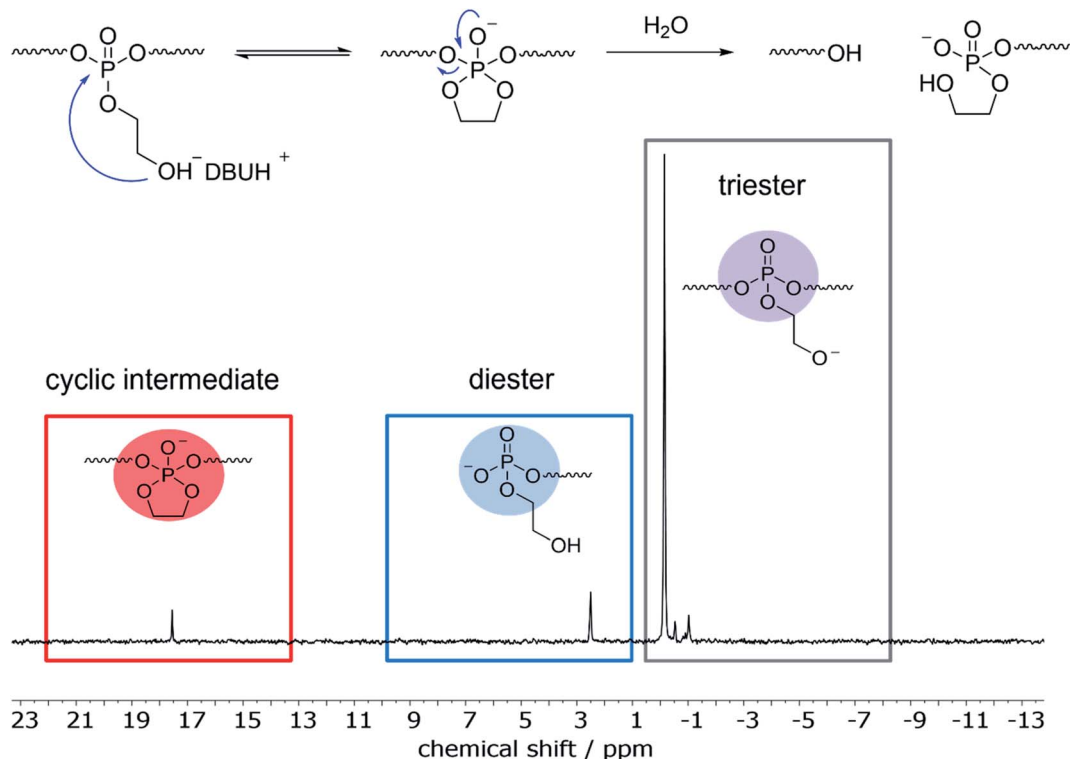 O P O O O OH⁻ DBUH⁺
O⁻ O P O O O
H₂O
OH
⁻O O P O HO O
triester
O O P O O O⁻
cyclic intermediate
O⁻ O P O O O
diester
O ⁻O P O O OH
23 21 19 17 15 13 11 9 7 5 3 1 -1 -3 -5 -7 -9 -11 -13
chemical shift / ppm